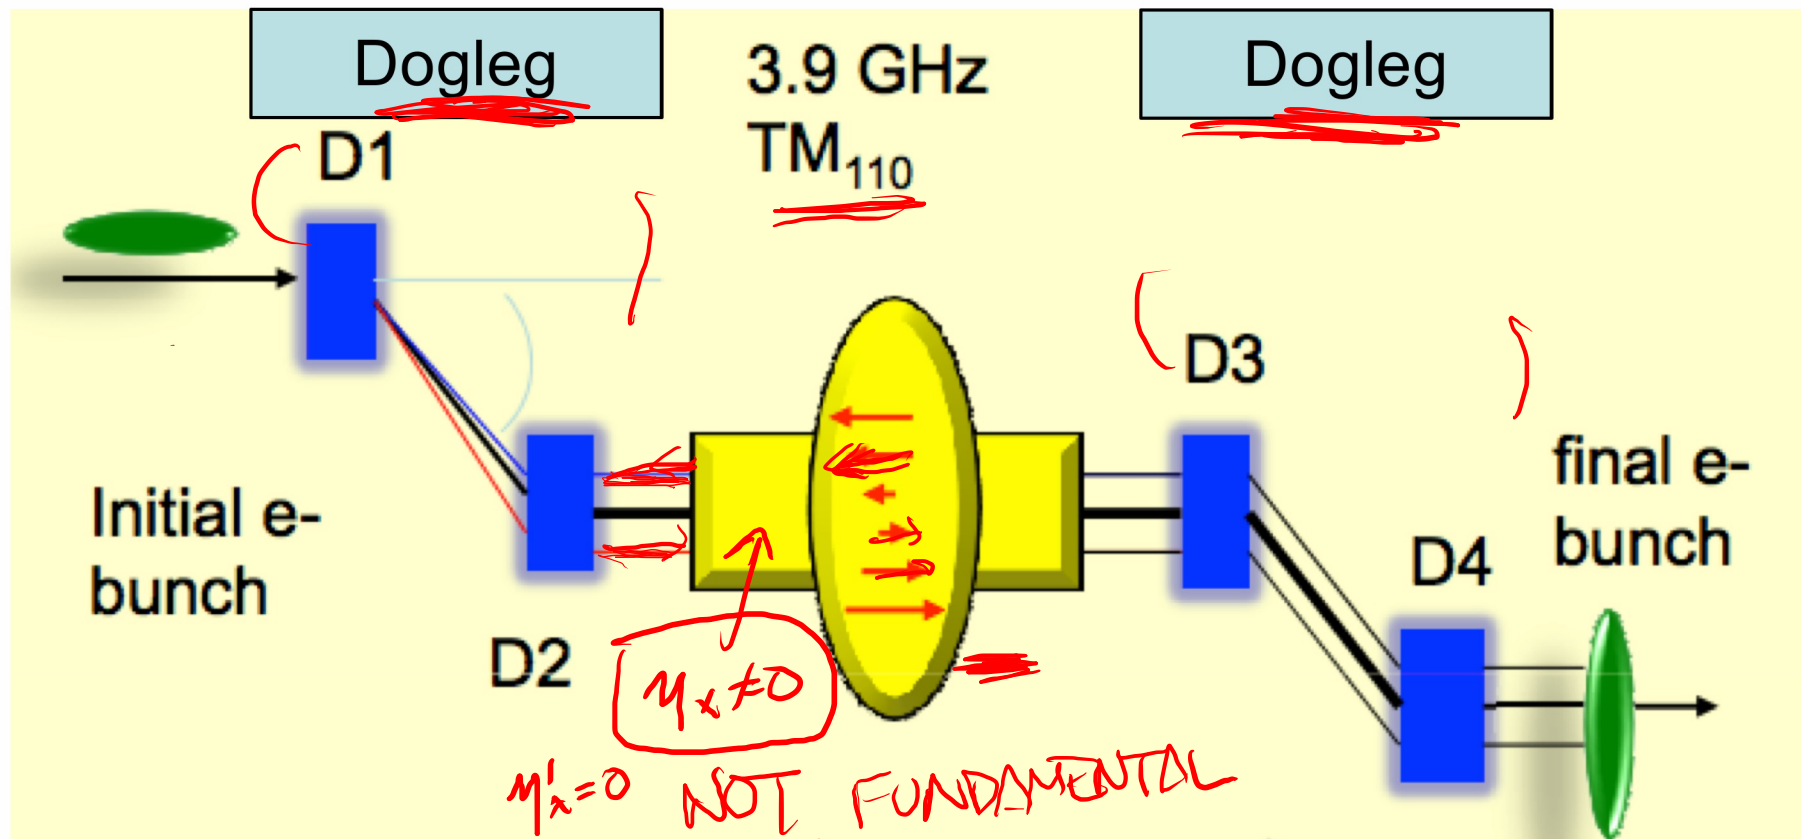 Dogleg
3.9 GHz
TM₁₁₀
Dogleg
D1
D3
Initial e-
bunch
final e-
bunch
D2
D4
ηₓ≠0
η'ₓ=0 NOT FUNDAMENTAL